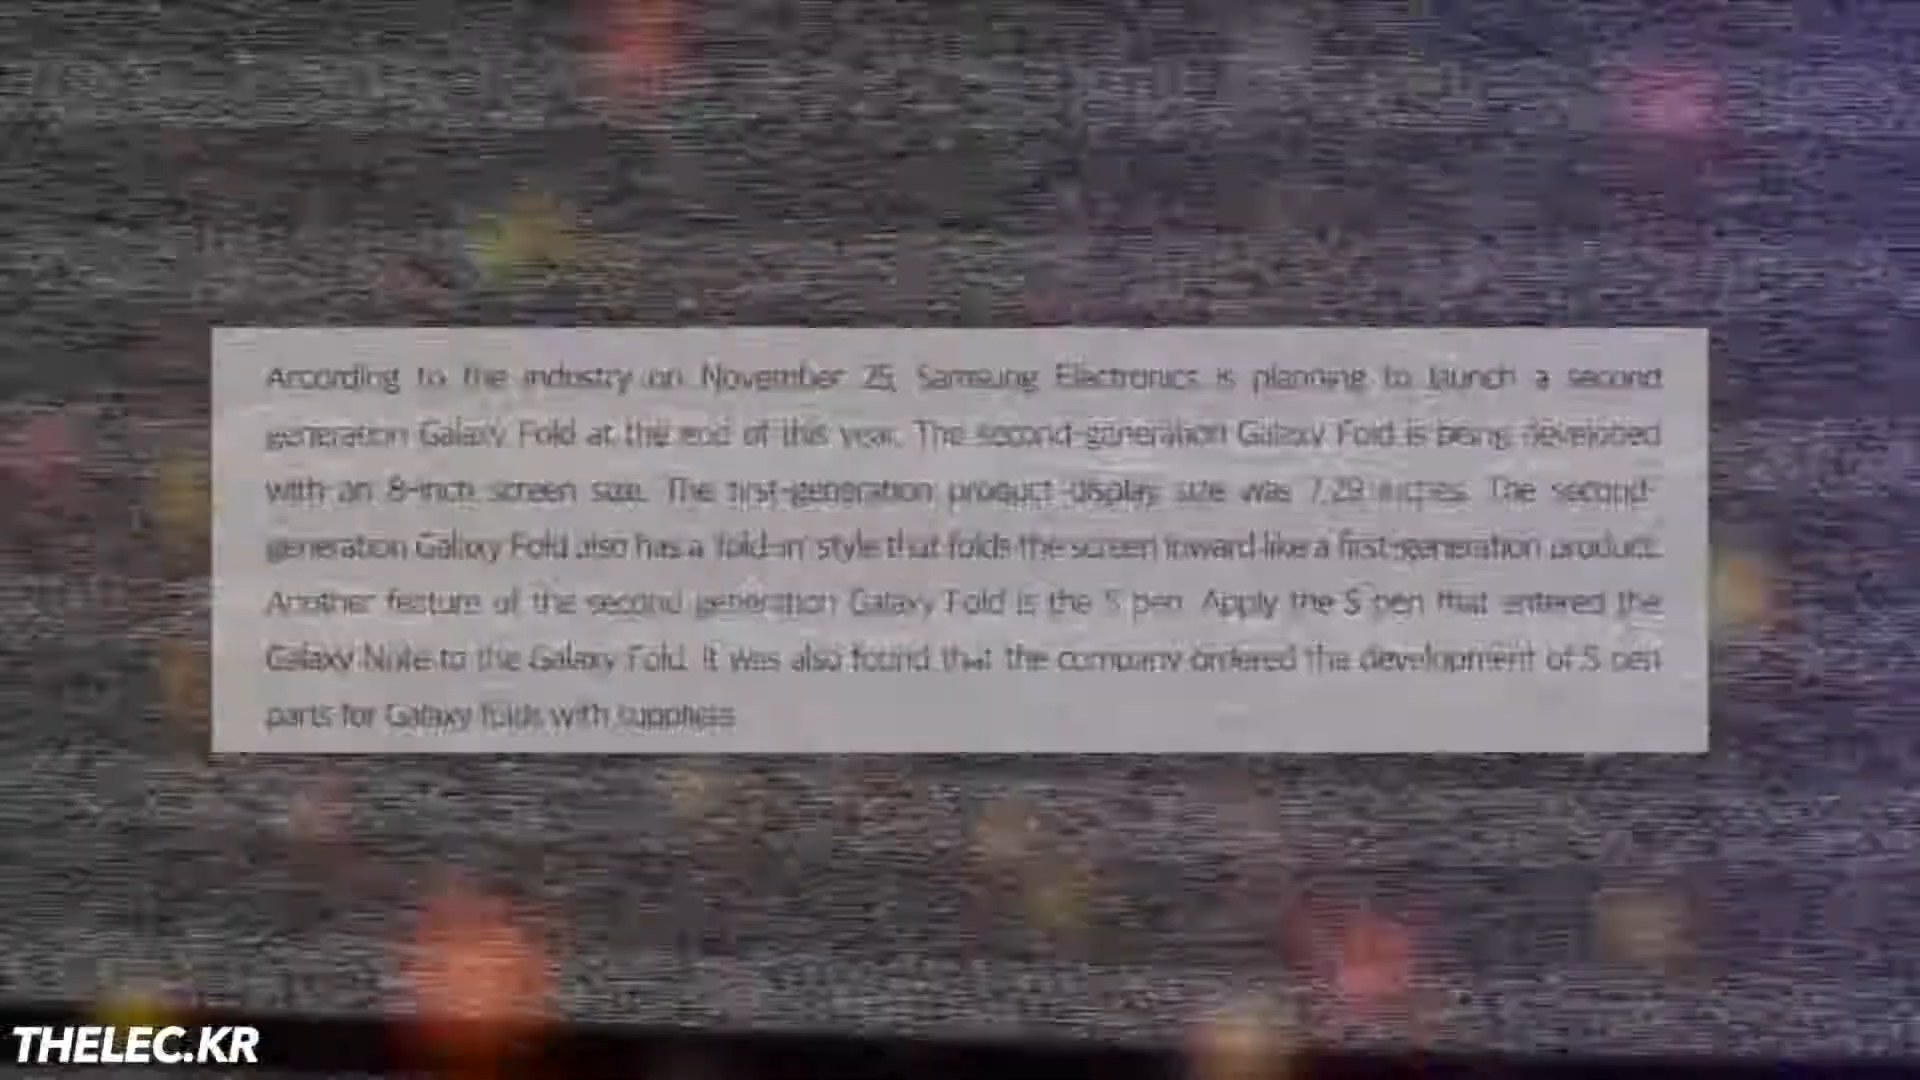 According to the industry on November 25, Samsung Electronics is planning to launch a second
generation Galaxy Fold at the end of this year. The second-generation Galaxy Fold is being developed
with an 8-inch screen size. The first-generation product display size was 7.29 inches. The second-
generation Galaxy Fold also has a 'fold-in' style that folds the screen inward like a first-generation product.
Another feature of the second generation Galaxy Fold is the S pen. Apply the S pen that entered the
Galaxy Note to the Galaxy Fold. It was also found that the company ordered the development of S pen
parts for Galaxy folds with suppliers.
THELEC.KR